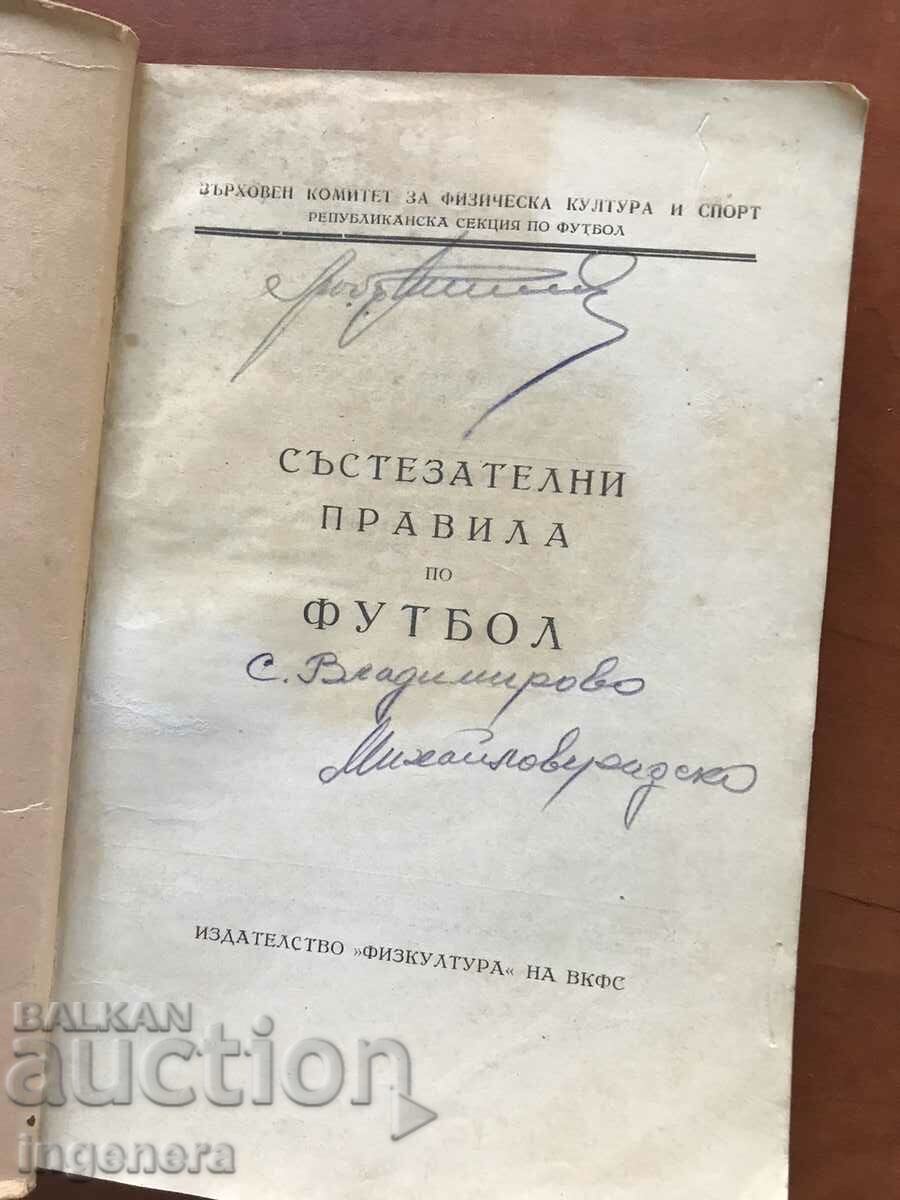 ВЪРХОВЕН КОМИТЕТ ЗА ФИЗИЧЕСКА КУЛТУРА И СПОРТ
РЕПУБЛИКАНСКА СЕКЦИЯ ПО ФУТБОЛ
СЪСТЕЗАТЕЛНИ
ПРАВИЛА
ПО
ФУТБОЛ
с. Владимирово
Михайловградско
ИЗДАТЕЛСТВО »ФИЗКУЛТУРА« НА ВКФС
BALKAN
auction
ingenera